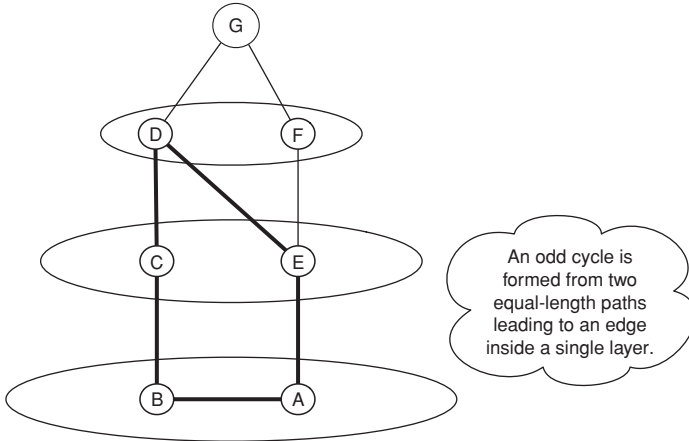 G
D
F
C
E
B
A
An odd cycle is
formed from two
equal-length paths
leading to an edge
inside a single layer.